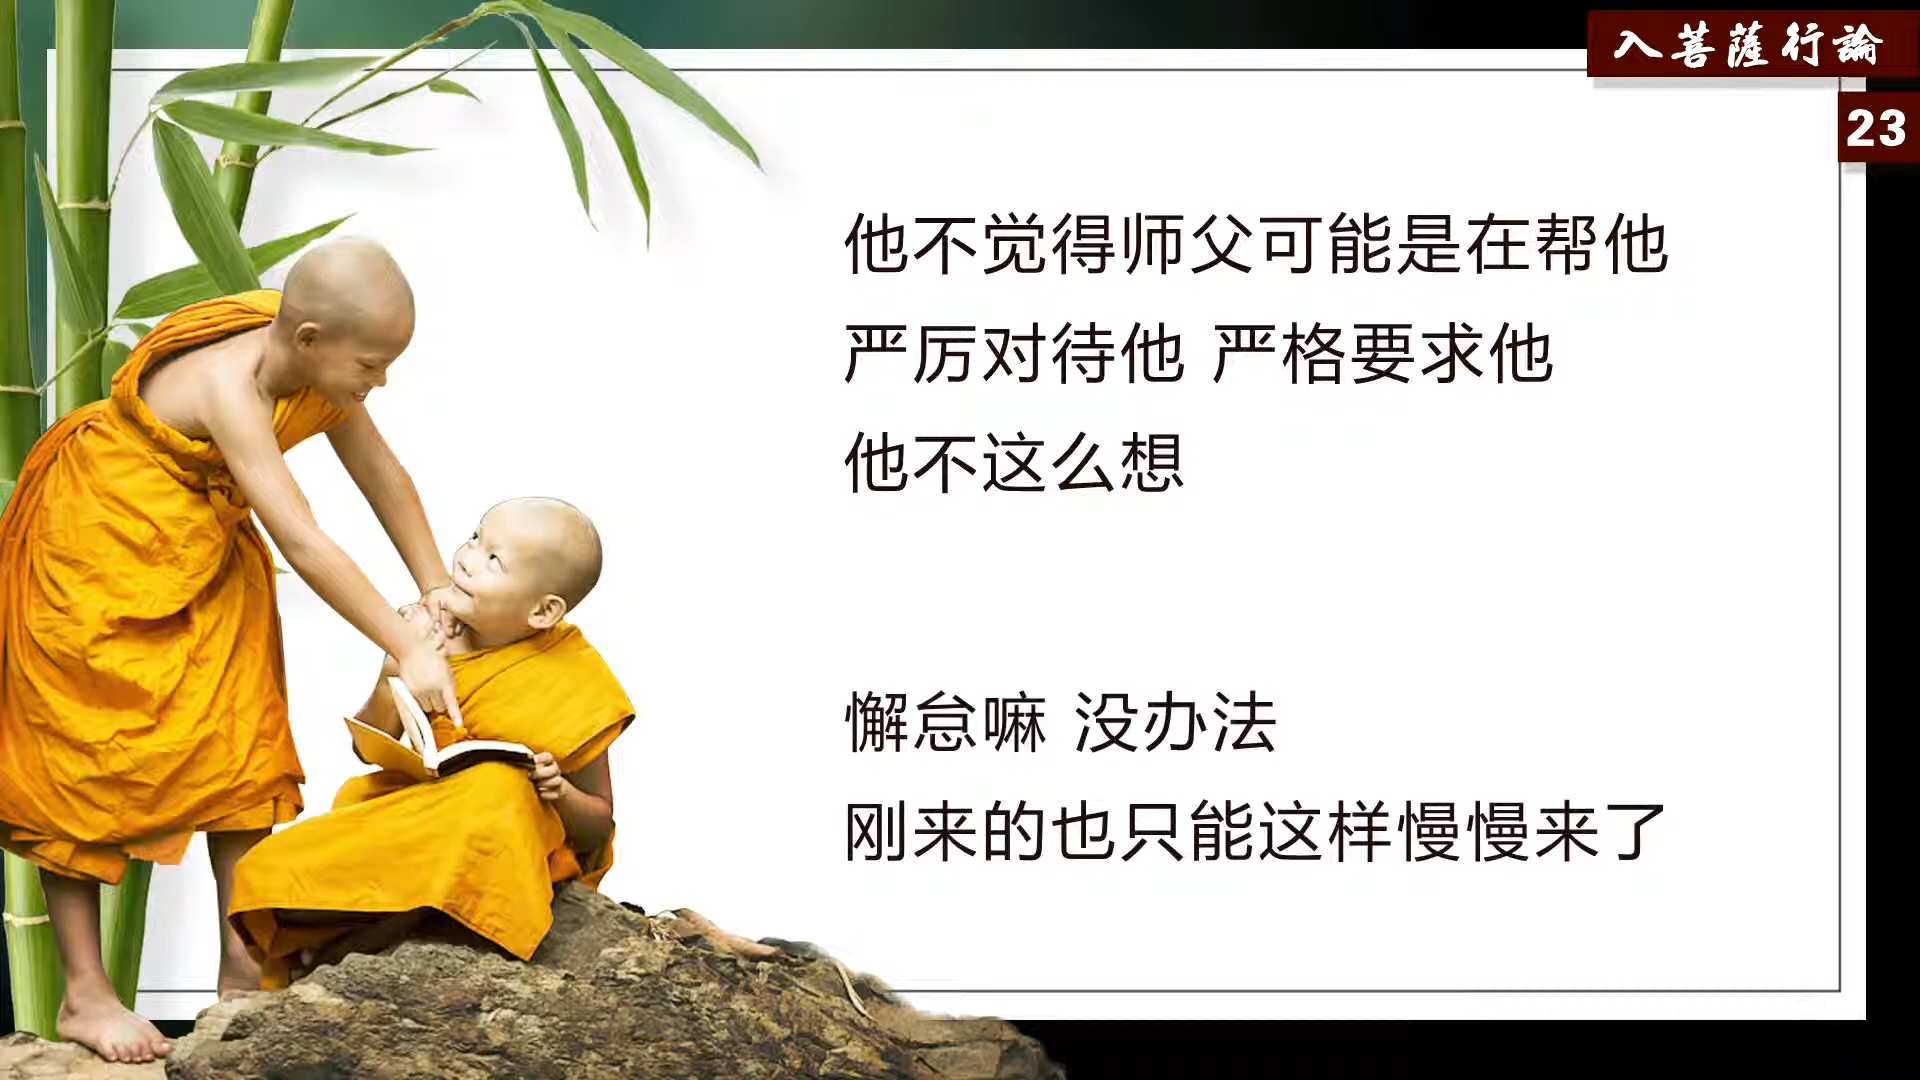 入菩薩行論
23
他不觉得师父可能是在帮他
严厉对待他 严格要求他
他不这么想
懈怠嘛 没办法
刚来的也只能这样慢慢来了